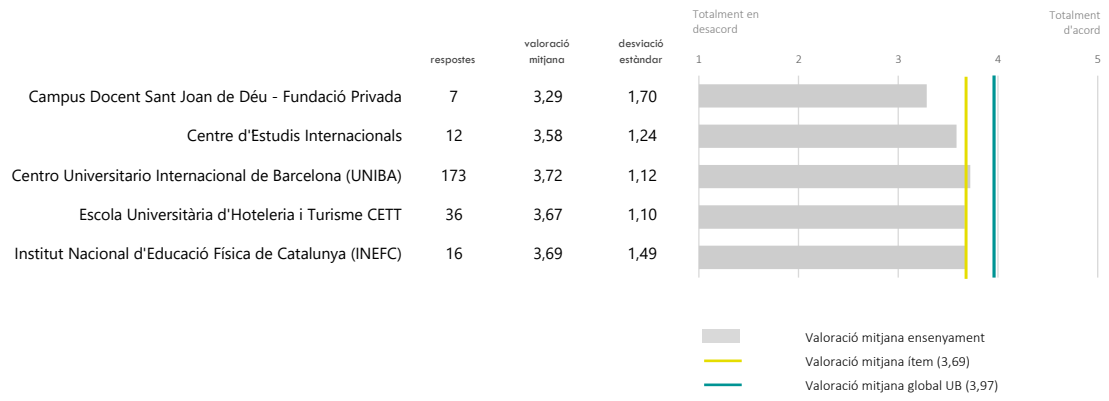 Totalment en
desacord
Totalment
d'acord
respostes
valoració
mitjana
desviació
estàndar
1 2 3 4 5
Campus Docent Sant Joan de Déu - Fundació Privada 7 3,29 1,70
Centre d'Estudis Internacionals 12 3,58 1,24
Centro Universitario Internacional de Barcelona (UNIBA) 173 3,72 1,12
Escola Universitària d'Hoteleria i Turisme CETT 36 3,67 1,10
Institut Nacional d'Educació Física de Catalunya (INEFC) 16 3,69 1,49
Valoració mitjana ensenyament
Valoració mitjana ítem (3,69)
Valoració mitjana global UB (3,97)